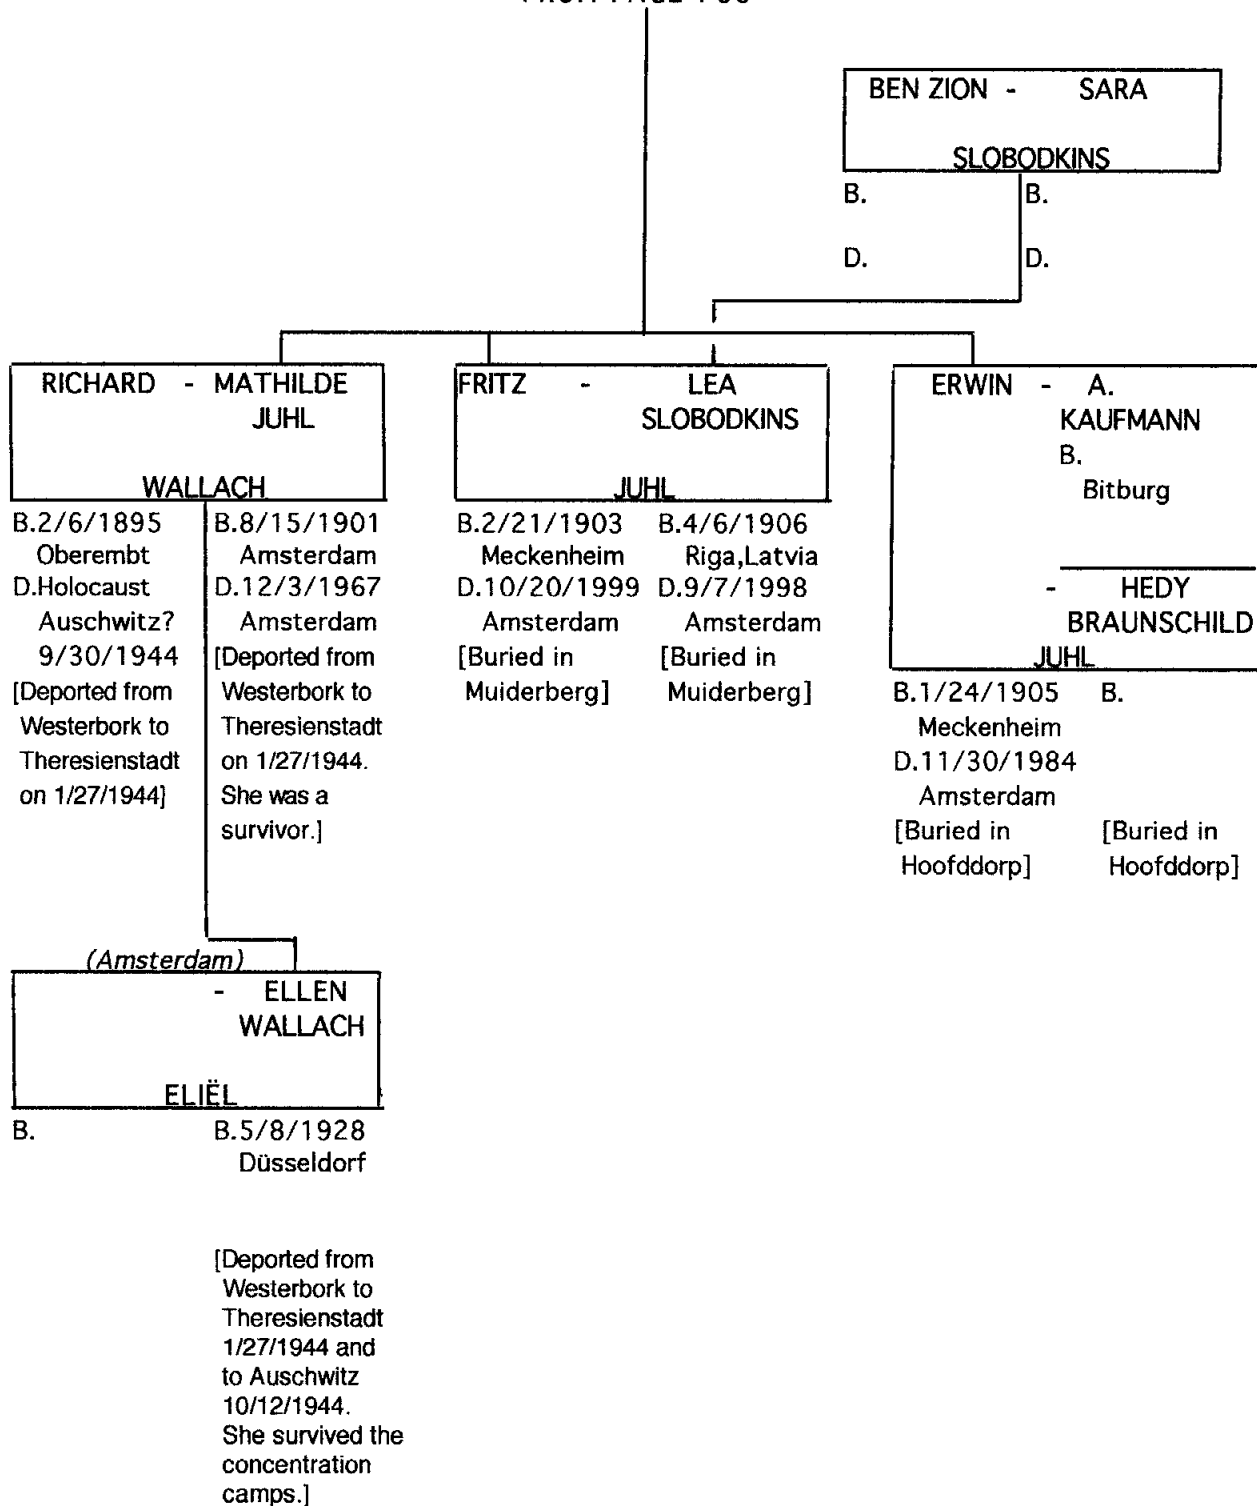 BEN ZION - SARA
SLOBODKINS
B. B.
D. D.
RICHARD - MATHILDE
JUHL
WALLACH
B.2/6/1895 B.8/15/1901
Oberembt Amsterdam
D.Holocaust D.12/3/1967
Auschwitz? Amsterdam
9/30/1944 [Deported from
[Deported from Westerbork to
Westerbork to Theresienstadt
Theresienstadt on 1/27/1944.
on 1/27/1944] She was a
survivor.]
FRITZ - LEA
SLOBODKINS
JUHL
B.2/21/1903 B.4/6/1906
Meckenheim Riga,Latvia
D.10/20/1999 D.9/7/1998
Amsterdam Amsterdam
[Buried in [Buried in
Muiderberg] Muiderberg]
ERWIN - A.
KAUFMANN
B.
Bitburg
- HEDY
BRAUNSCHILD
JUHL
B.1/24/1905 B.
Meckenheim
D.11/30/1984
Amsterdam
[Buried in [Buried in
Hoofddorp] Hoofddorp]
(Amsterdam)
- ELLEN
WALLACH
ELIËL
B. B.5/8/1928
Düsseldorf
[Deported from
Westerbork to
Theresienstadt
1/27/1944 and
to Auschwitz
10/12/1944.
She survived the
concentration
camps.]